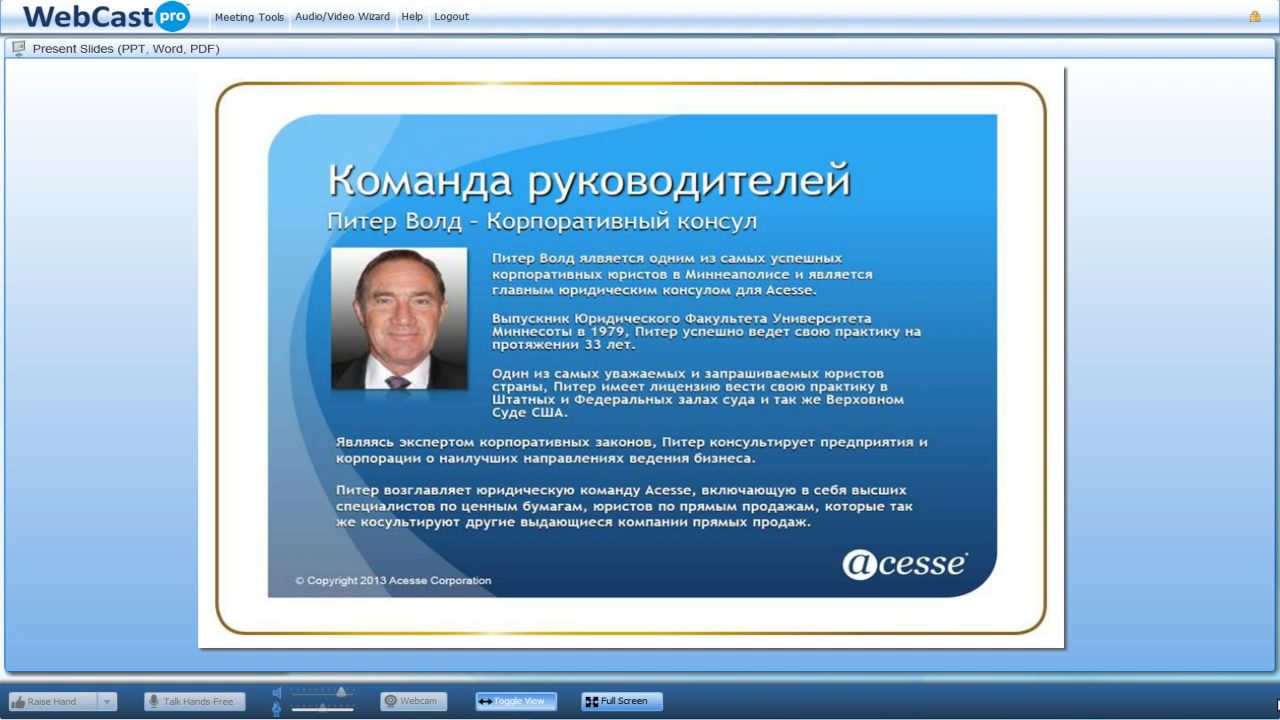 WebCast pro
Meeting Tools Audio/Video Wizard Help Logout
Present Slides (PPT, Word, PDF)
Команда руководителей
Питер Волд – Корпоративный консул
Питер Волд ялвяется одним из самых успешных
корпоративных юристов в Миннеаполисе и является
главным юридическим консулом для Acesse.
Выпускник Юридического Факультета Университета
Миннесоты в 1979, Питер успешно ведет свою практику на
протяжении 33 лет.
Один из самых уважаемых и запрашиваемых юристов
страны, Питер имеет лицензию вести свою практику в
Штатных и Федеральных залах суда и так же Верховном
Суде США.
Являясь экспертом корпоративных законов, Питер консультирует предприятия и
корпорации о наилучших направлениях ведения бизнеса.
Питер возглавляет юридическую команду Acesse, включающую в себя высших
специалистов по ценным бумагам, юристов по прямым продажам, которые так
же косультируют другие выдающиеся компании прямых продаж.
acesse
© Copyright 2013 Acesse Corporation
Raise Hand Talk Hands-Free Webcam Toggle View Full Screen